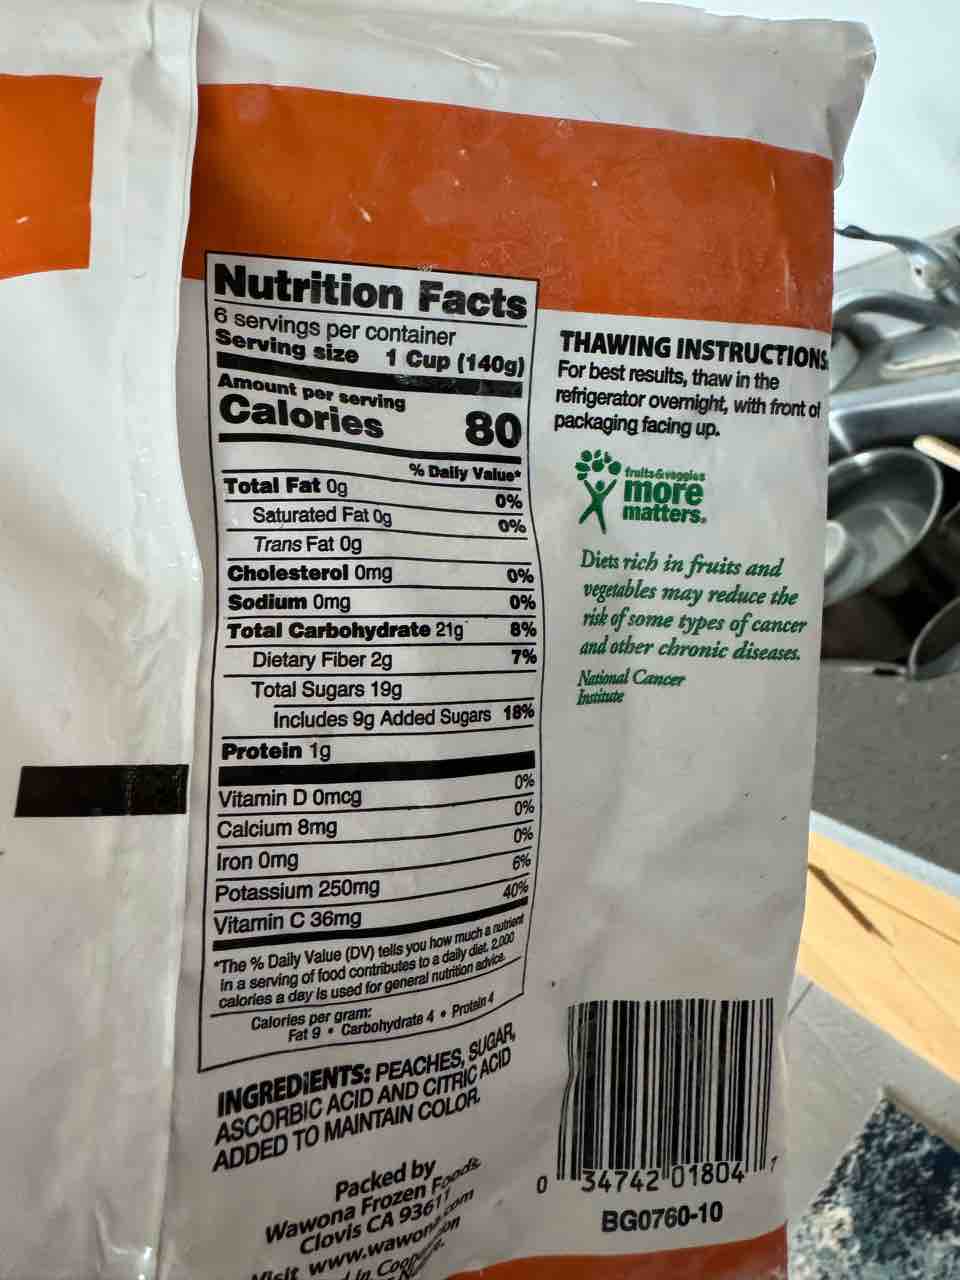 Nutrition Facts
6 servings per container
Serving size 1 Cup (140g)
Amount per serving
Calories 80
% Daily Value*
Total Fat 0g 0%
Saturated Fat 0g 0%
Trans Fat 0g
Cholesterol 0mg 0%
Sodium 0mg 0%
Total Carbohydrate 21g 8%
Dietary Fiber 2g 7%
Total Sugars 19g
Includes 9g Added Sugars 18%
Protein 1g
Vitamin D 0mcg 0%
Calcium 8mg 0%
Iron 0mg 0%
Potassium 250mg 6%
Vitamin C 36mg 40%
*The % Daily Value (DV) tells you how much a nutrient
in a serving of food contributes to a daily diet. 2,000
calories a day is used for general nutrition advice.
Calories per gram:
Fat 9 • Carbohydrate 4 • Protein 4
INGREDIENTS: PEACHES, SUGAR,
ASCORBIC ACID AND CITRIC ACID
ADDED TO MAINTAIN COLOR.
Packed by
Wawona Frozen Foods
Clovis CA 93611
Visit www.wawona.com
in
THAWING INSTRUCTIONS:
For best results, thaw in the
refrigerator overnight, with front of
packaging facing up.
fruits&veggies
more
matters.
Diets rich in fruits and
vegetables may reduce the
risk of some types of cancer
and other chronic diseases.
National Cancer
Institute
0 34742 01804 7
BG0760-10